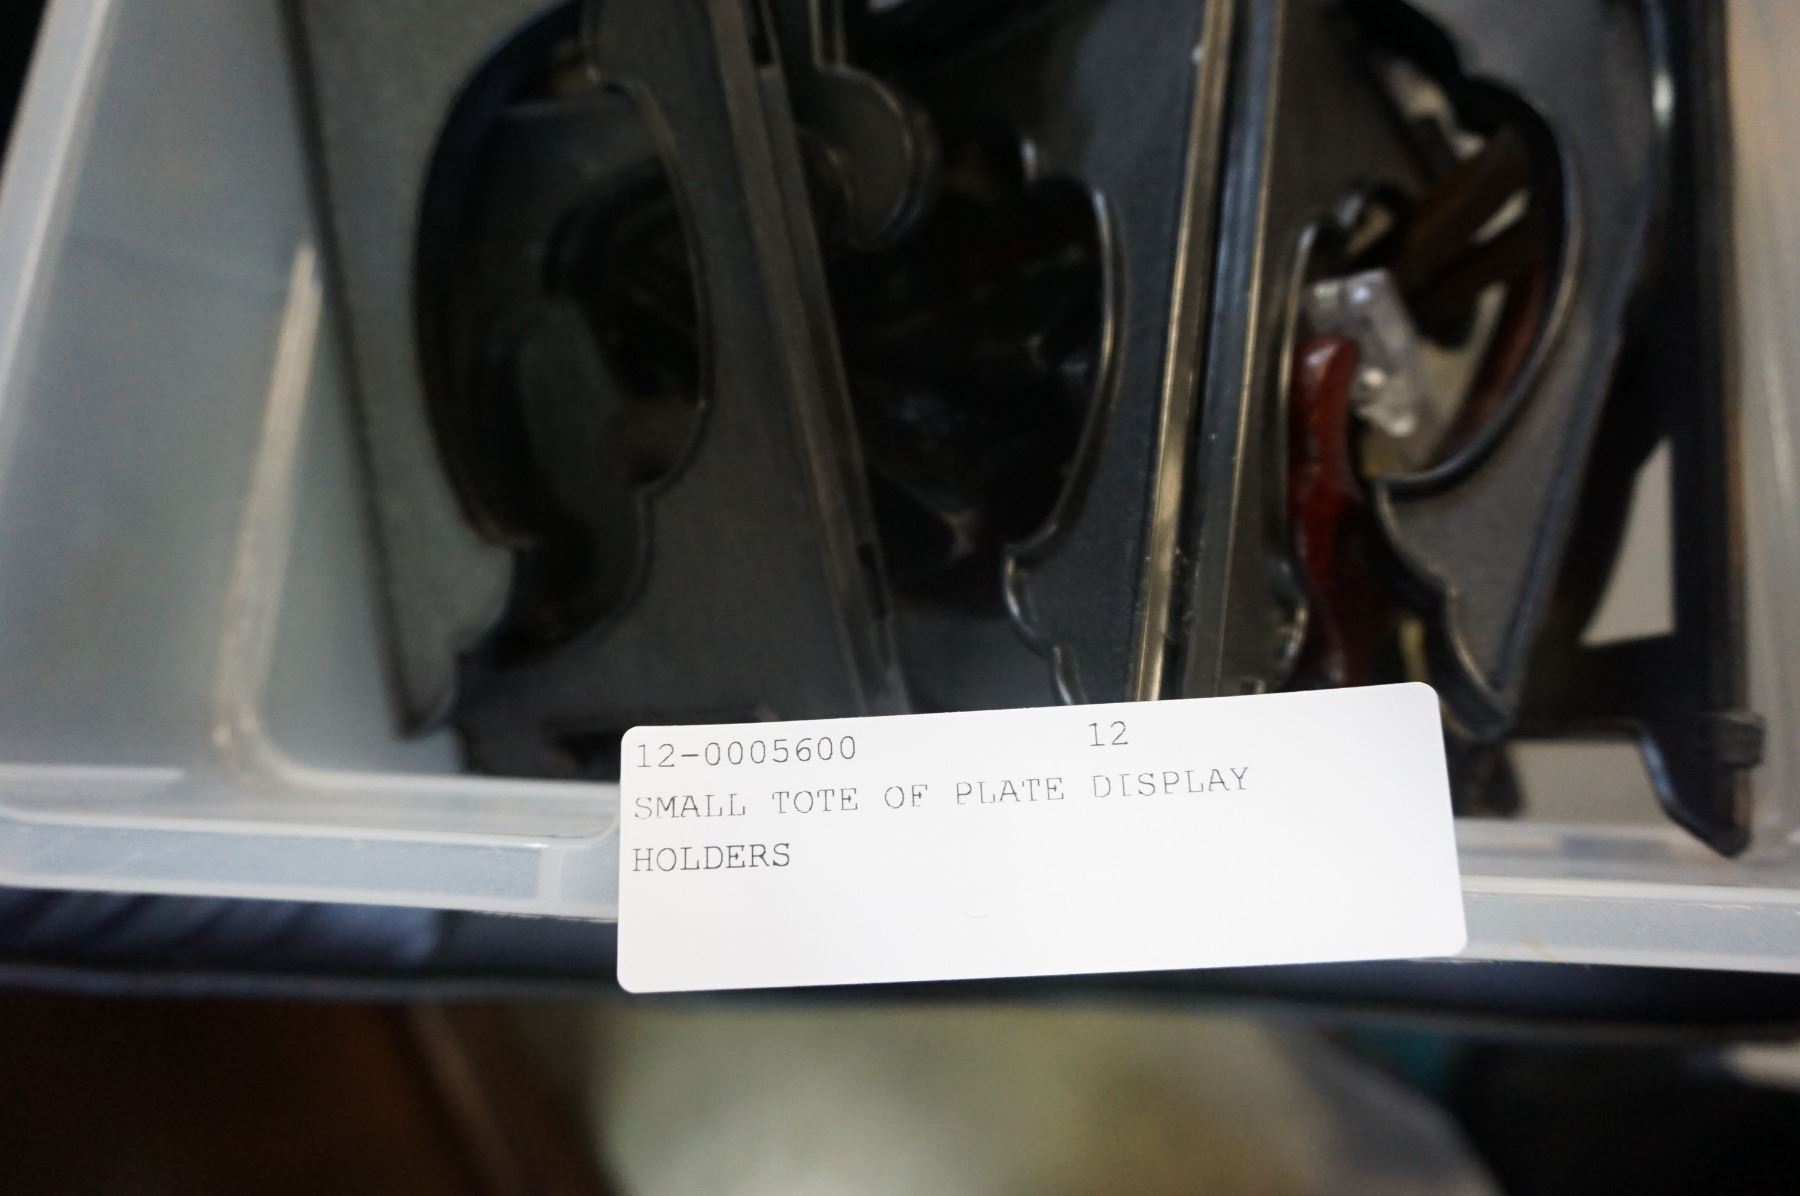 12-0005600 12
SMALL TOTE OF PLATE DISPLAY
HOLDERS